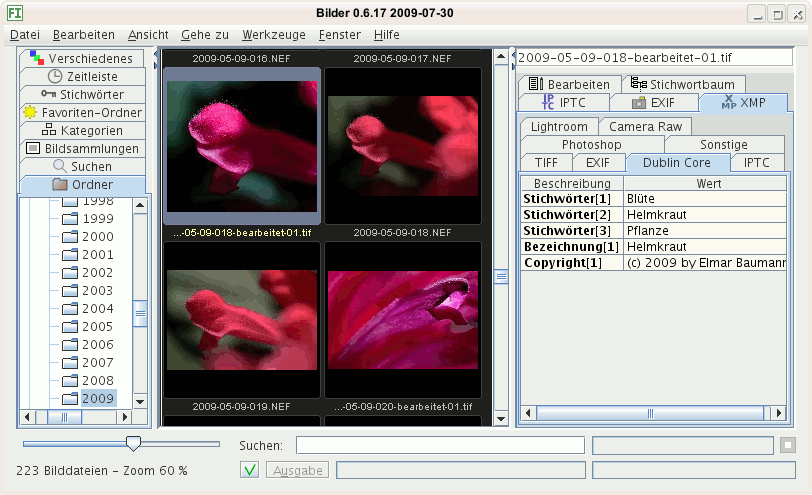 FI
Bilder 0.6.17 2009-07-30
Datei Bearbeiten Ansicht Gehe zu Werkzeuge Fenster Hilfe
Verschiedenes
Zeitleiste
Stichwörter
Favoriten-Ordner
Kategorien
Bildsammlungen
Suchen
Ordner
1998
1999
2000
2001
2002
2003
2004
2005
2006
2007
2008
2009
2009-05-09-016.NEF
2009-05-09-017.NEF
...-05-09-018-bearbeitet-01.tif
2009-05-09-018.NEF
2009-05-09-019.NEF
...-05-09-020-bearbeitet-01.tif
2009-05-09-018-bearbeitet-01.tif
Bearbeiten Stichwortbaum
IPTC EXIF XMP
Lightroom Camera Raw
Photoshop Sonstige
TIFF EXIF Dublin Core IPTC
Beschreibung Wert
Stichwörter[1] Blüte
Stichwörter[2] Helmkraut
Stichwörter[3] Pflanze
Bezeichnung[1] Helmkraut
Copyright[1] (c) 2009 by Elmar Baumann
Suchen:
223 Bilddateien – Zoom 60 %
Ausgabe